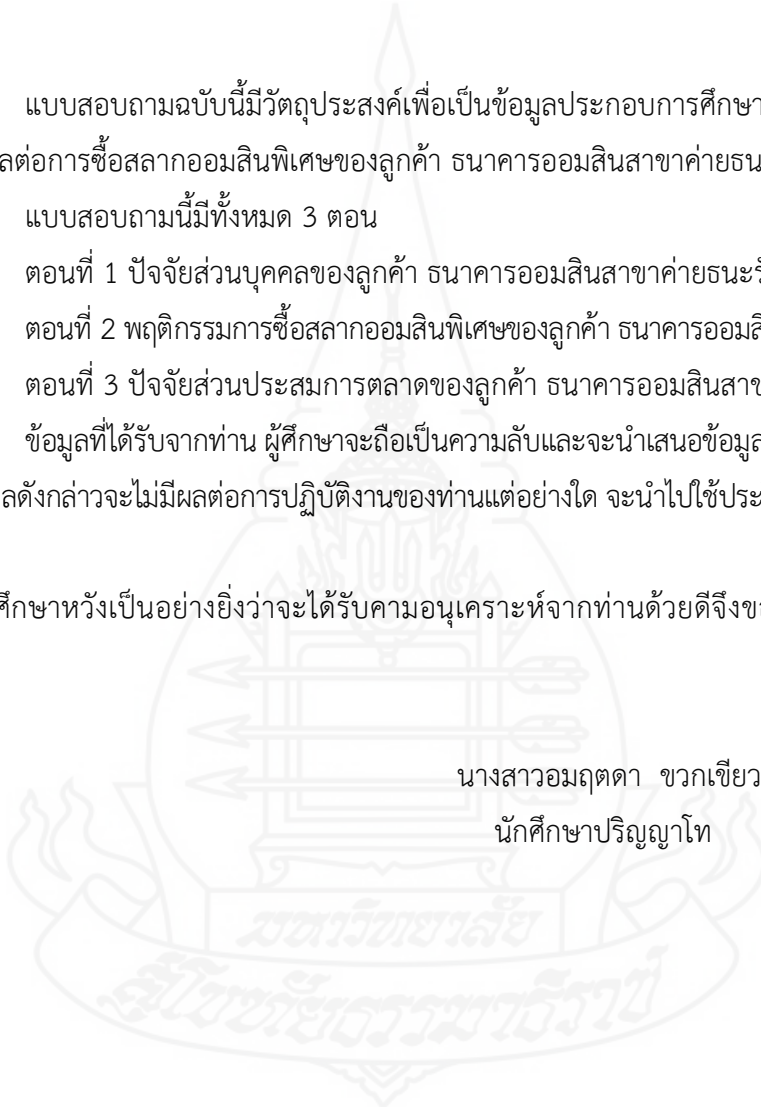 แบบสอบถามฉบับนี้มีวัตถุประสงค์เพื่อเป็นข้อมูลประกอบการศึกษา
ลต่อการซื้อสลากออมสินพิเศษของลูกค้า ธนาคารออมสินสาขาค่ายธน
แบบสอบถามนี้มีทั้งหมด 3 ตอน
ตอนที่ 1 ปัจจัยส่วนบุคคลของลูกค้า ธนาคารออมสินสาขาค่ายธนะรั
ตอนที่ 2 พฤติกรรมการซื้อสลากออมสินพิเศษของลูกค้า ธนาคารออมสิ
ตอนที่ 3 ปัจจัยส่วนประสมการตลาดของลูกค้า ธนาคารออมสินสาข
ข้อมูลที่ได้รับจากท่าน ผู้ศึกษาจะถือเป็นความลับและจะนำเสนอข้อมูล
ลดังกล่าวจะไม่มีผลต่อการปฏิบัติงานของท่านแต่อย่างใด จะนำไปใช้ประ
ศึกษาหวังเป็นอย่างยิ่งว่าจะได้รับคามอนุเคราะห์จากท่านด้วยดีจึงข
นางสาวอมฤตดา ขวกเขียว
นักศึกษาปริญญาโท
มหาวิทยาลัย
สุโขทัยธรรมาธิราช